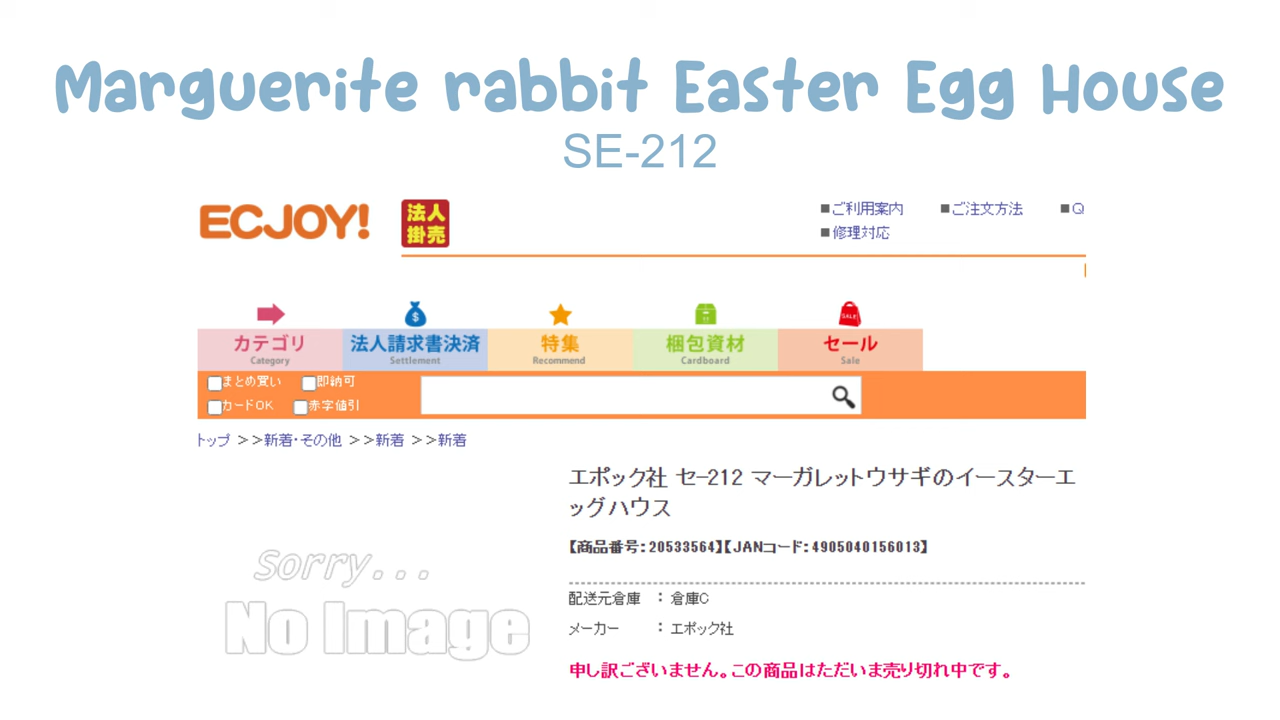 Marguerite rabbit Easter Egg House
SE-212
ECJOY!
法人
掛売
■ご利用案内 ■ご注文方法 ■Q
■修理対応
$
SALE
カテゴリ 法人請求書決済 特集 梱包資材 セール
Category Settlement Recommend Cardboard Sale
まとめ買い 即納可
カードOK 赤字値引
トップ >>新着・その他 >>新着 >>新着
エポック社 セ-212 マーガレットウサギのイースターエ
ッグハウス
【商品番号:20533564】【JANコード:4905040156013】
sorry...
No Image
配送元倉庫 : 倉庫C
メーカー : エポック社
申し訳ございません。この商品はただいま売り切れ中です。